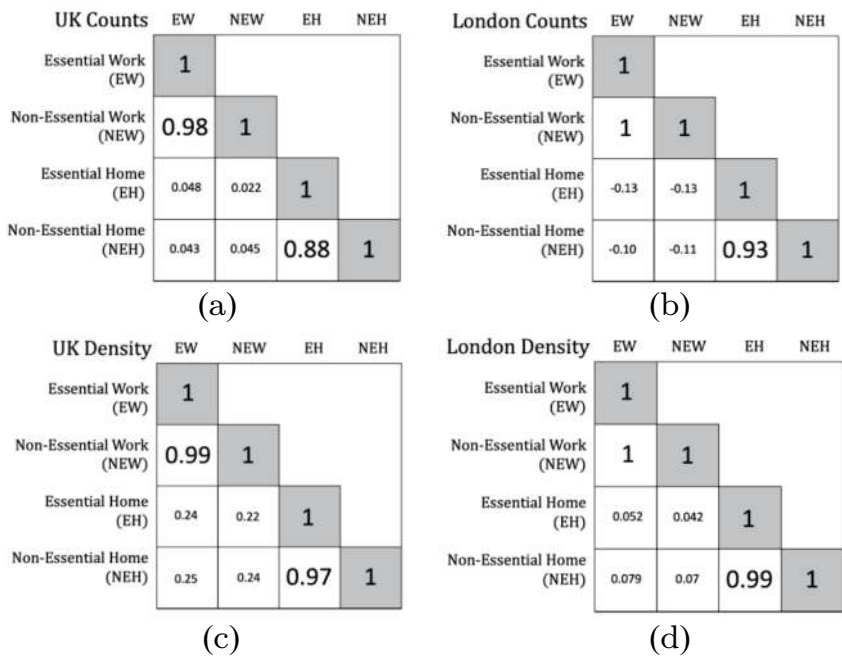 UK Counts EW NEW EH NEH
Essential Work
(EW)
1
Non-Essential Work
(NEW)
0.98 1
Essential Home
(EH)
0.048 0.022 1
Non-Essential Home
(NEH)
0.043 0.045 0.88 1
(a)
London Counts EW NEW EH NEH
Essential Work
(EW)
1
Non-Essential Work
(NEW)
1 1
Essential Home
(EH)
-0.13 -0.13 1
Non-Essential Home
(NEH)
-0.10 -0.11 0.93 1
(b)
UK Density EW NEW EH NEH
Essential Work
(EW)
1
Non-Essential Work
(NEW)
0.99 1
Essential Home
(EH)
0.24 0.22 1
Non-Essential Home
(NEH)
0.25 0.24 0.97 1
(c)
London Density EW NEW EH NEH
Essential Work
(EW)
1
Non-Essential Work
(NEW)
1 1
Essential Home
(EH)
0.052 0.042 1
Non-Essential Home
(NEH)
0.079 0.07 0.99 1
(d)